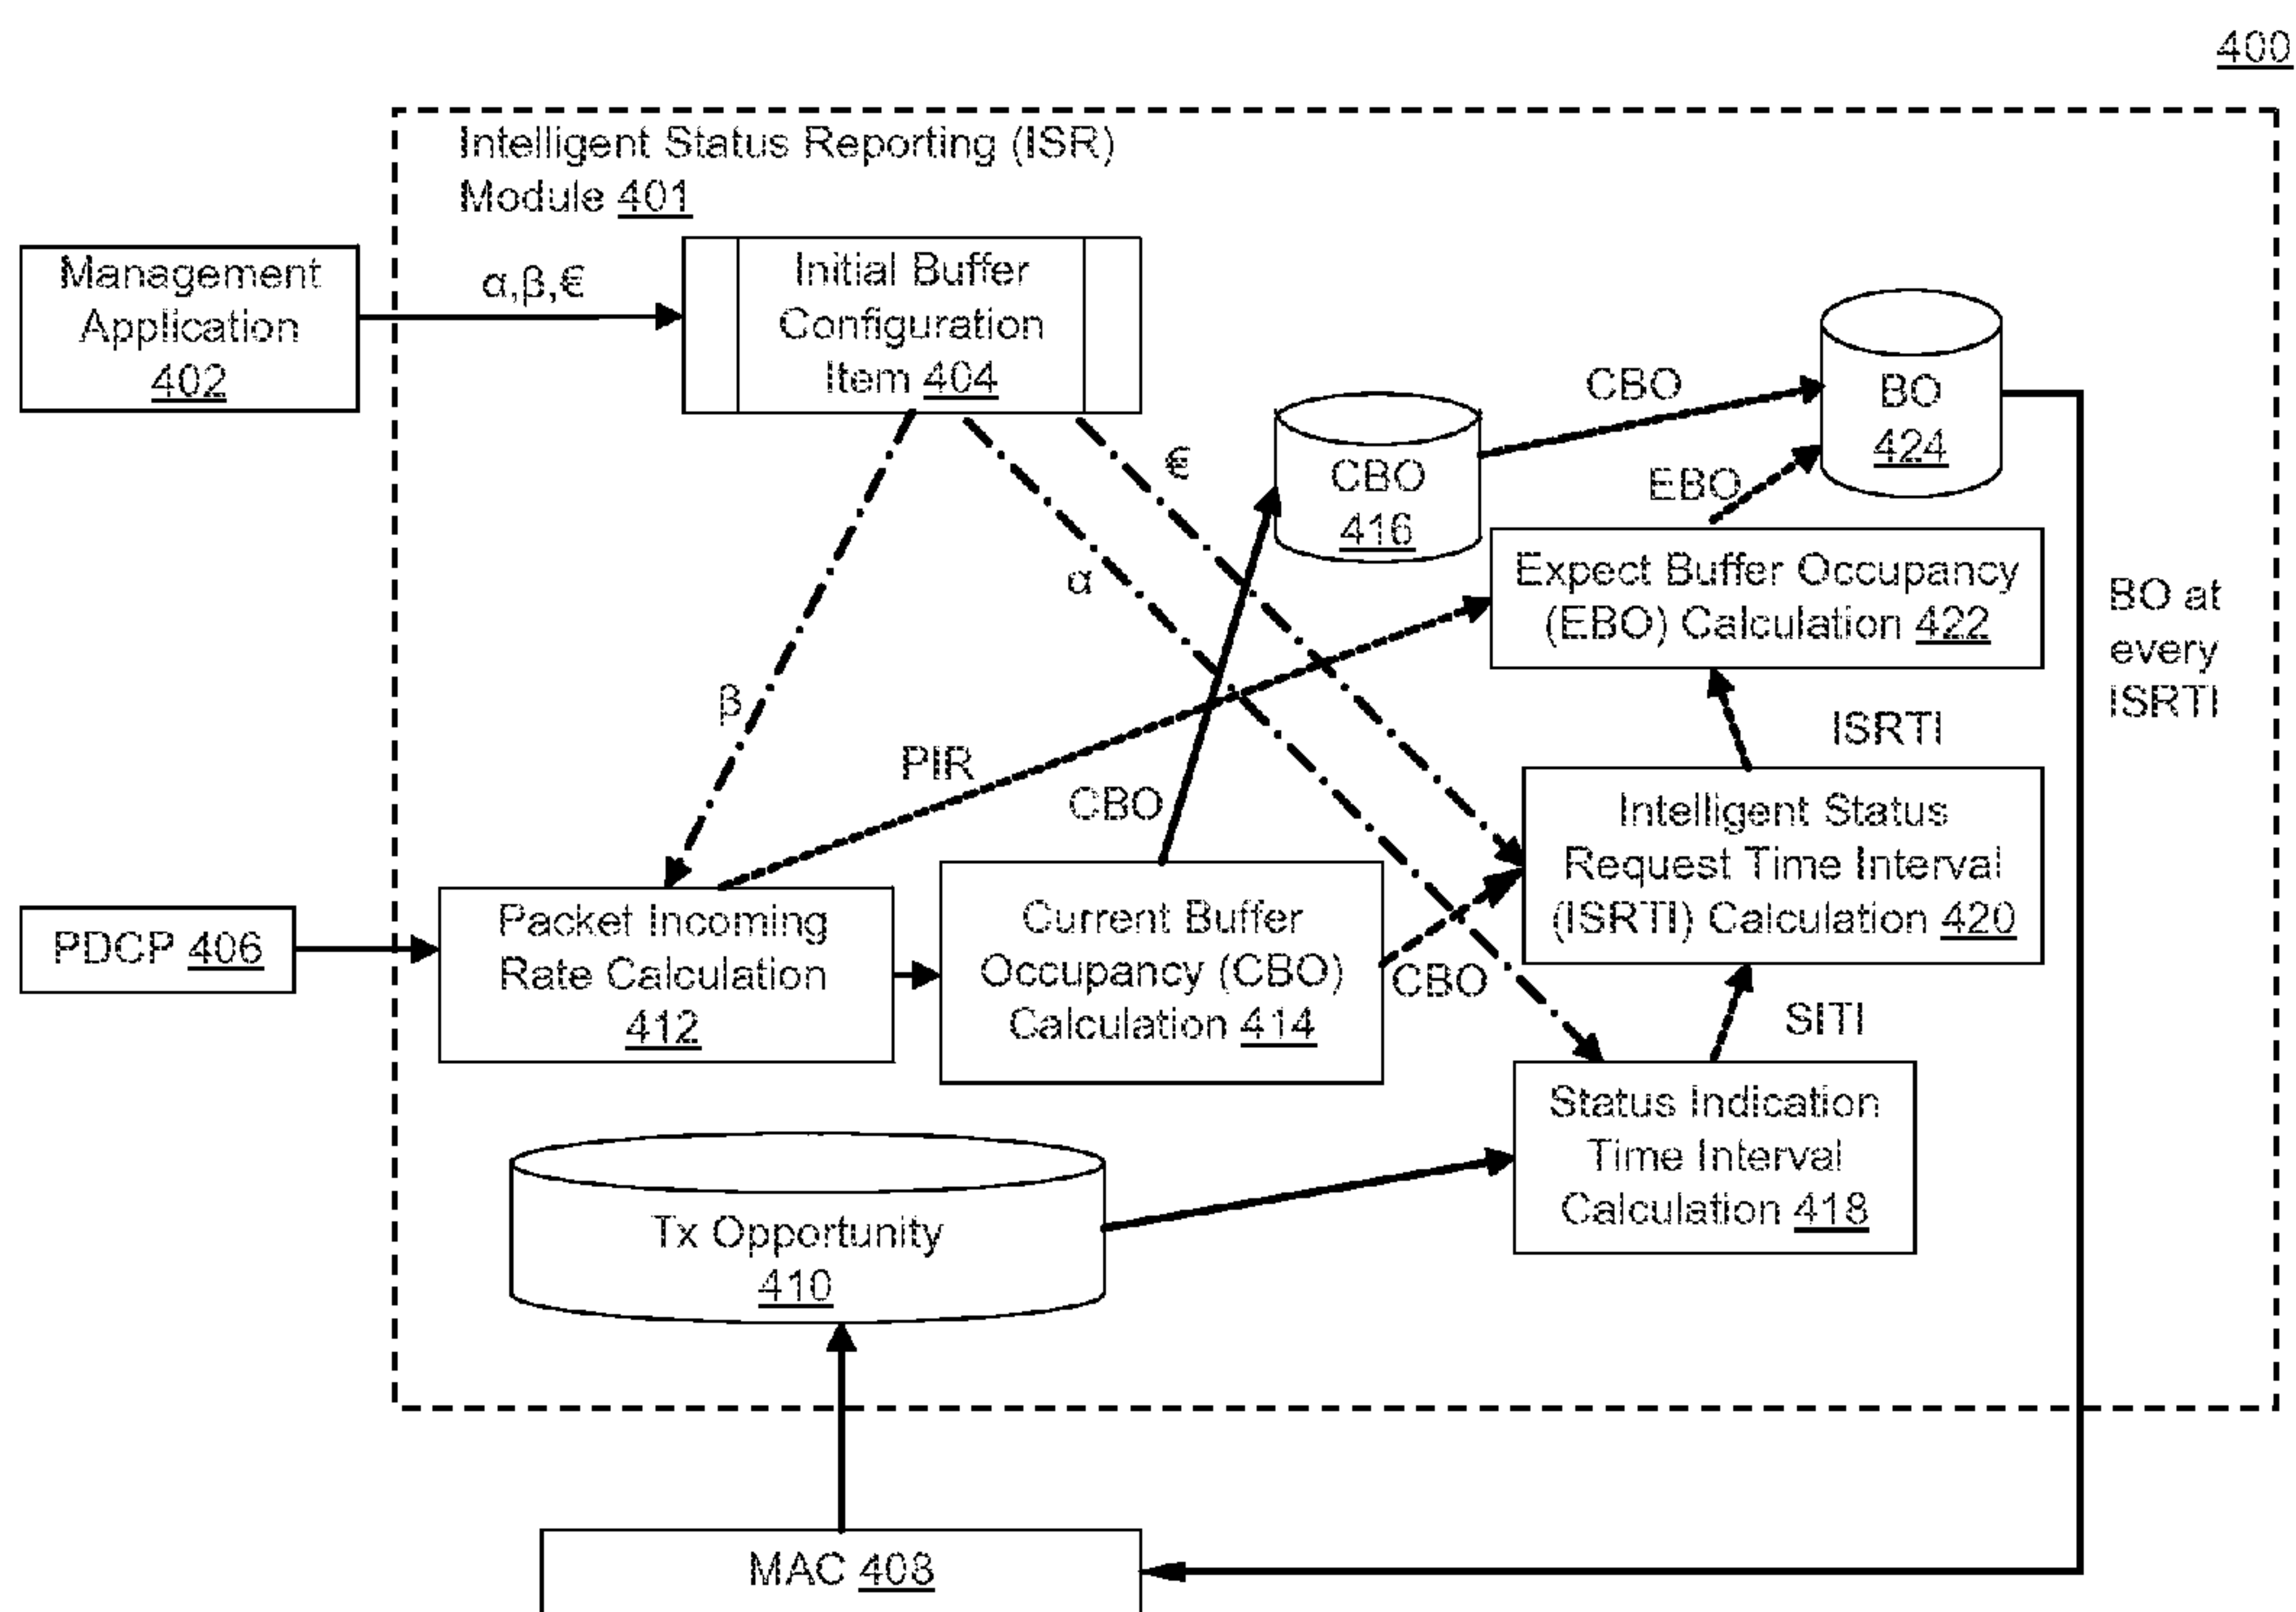 400
Intelligent Status Reporting (ISR)
Module 401
Management
Application
402
α,β,€
Initial Buffer
Configuration
Item 404
CBO
BO
424
€
CBO
416
EBO
α
Expect Buffer Occupancy
(EBO) Calculation 422
BO at
every
ISRTI
β
ISRTI
PIR
CBO
Intelligent Status
Request Time Interval
(ISRTI) Calculation 420
PDCP 406
Packet Incoming
Rate Calculation
412
Current Buffer
Occupancy (CBO)
Calculation 414
CBO
SITI
Status Indication
Time Interval
Calculation 418
Tx Opportunity
410
MAC 408